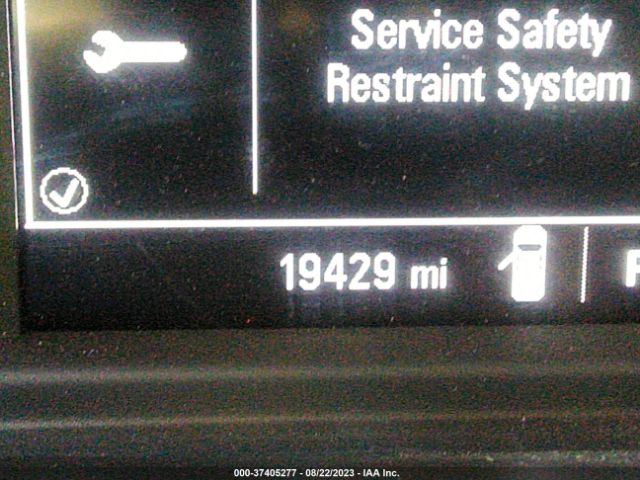 Service Safety
Restraint System
19429 mi
000-37405277 - 08/22/2023 - IAA Inc.